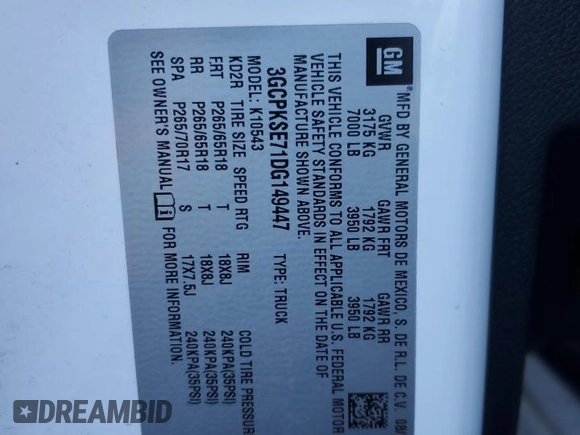 GM
MFD BY GENERAL MOTORS DE MEXICO, S. DE R.L. DE C.V. 08/
GVWR GAWR FRT GAWR RR
3175 KG 1792 KG 1792 KG
7000 LB 3950 LB 3950 LB
THIS VEHICLE CONFORMS TO ALL APPLICABLE U.S. FEDERAL MOTOR
VEHICLE SAFETY STANDARDS IN EFFECT ON THE DATE OF
MANUFACTURE SHOWN ABOVE.
3GCPKSE71DG149447 TYPE: TRUCK
MODEL: K10543
KD2R TIRE SIZE SPEED RTG RIM COLD TIRE PRESSUR
FRT P265/65R18 T 18X8J 240KPA(35PSI)
RR P265/65R18 T 18X8J 240KPA(35PSI)
SPA P265/70R17 S 17X7.5J 240KPA(35PSI)
SEE OWNER'S MANUAL FOR MORE INFORMATION.
DREAMBID